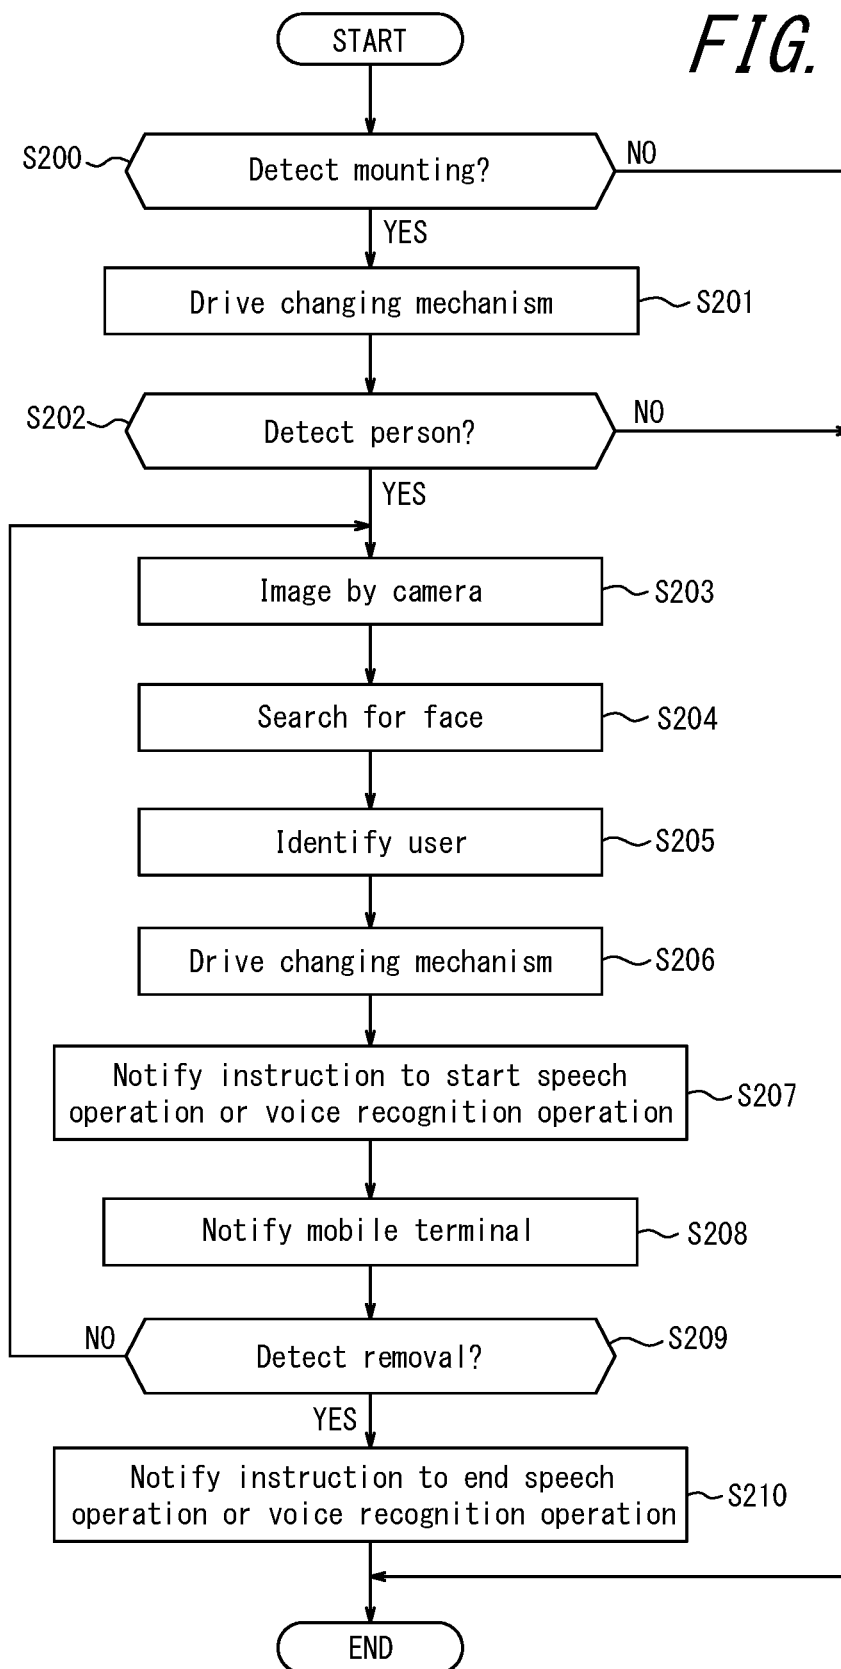 START
FIG.
S200
Detect mounting?
NO
YES
Drive changing mechanism
S201
S202
Detect person?
NO
YES
Image by camera
S203
Search for face
S204
Identify user
S205
Drive changing mechanism
S206
Notify instruction to start speech
operation or voice recognition operation
S207
Notify mobile terminal
S208
NO
Detect removal?
S209
YES
Notify instruction to end speech
operation or voice recognition operation
S210
END